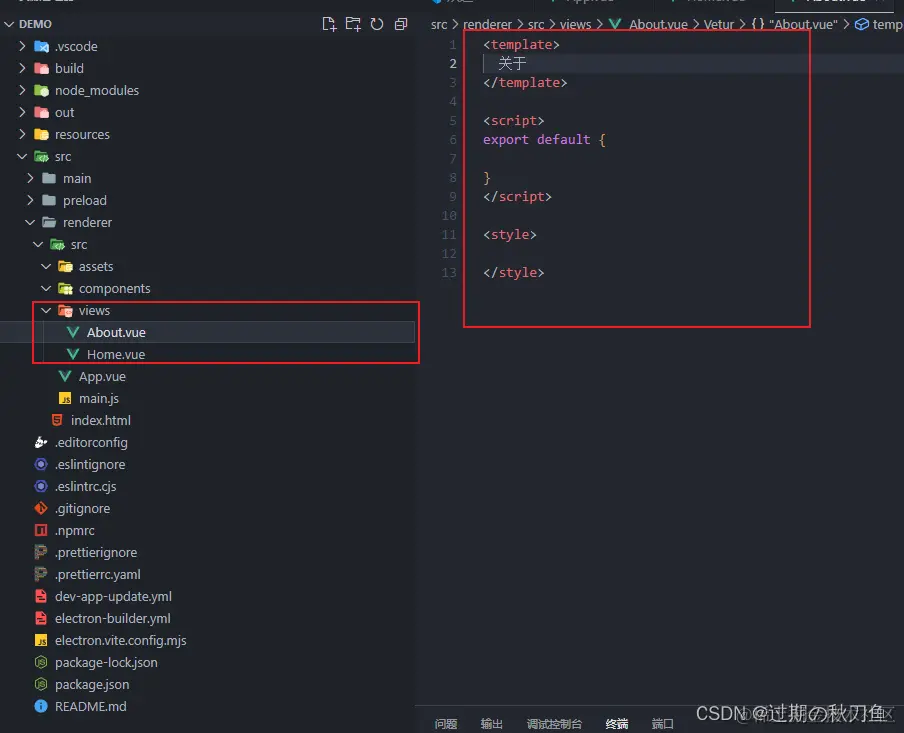 DEMO
.vscode
build
node_modules
out
resources
src
main
preload
renderer
src
assets
components
views
About.vue
Home.vue
App.vue
main.js
index.html
.editorconfig
.eslintignore
.eslintrc.cjs
.gitignore
.npmrc
.prettierignore
.prettierrc.yaml
dev-app-update.yml
electron-builder.yml
electron.vite.config.mjs
package-lock.json
package.json
README.md
src > renderer > src > views > About.vue > Vetur > {} "About.vue" > temp
1 <template>
2 关于
3 </template>
4
5 <script>
6 export default {
7
8 }
9 </script>
10
11 <style>
12
13 </style>
问题 输出 调试控制台 终端 端口
CSDN @过期的秋刀鱼